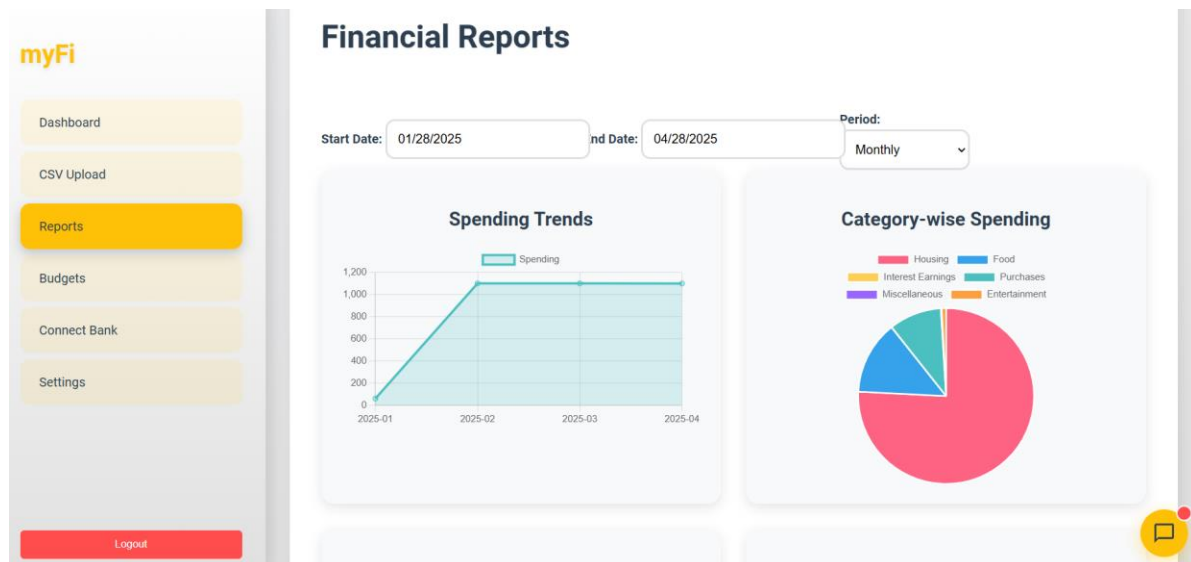 myFi
Dashboard
CSV Upload
Reports
Budgets
Connect Bank
Settings
Logout
Financial Reports
Start Date: 01/28/2025
nd Date: 04/28/2025
Period:
Monthly
Spending Trends
Spending
1,200
1,000
800
600
400
200
0
2025-01 2025-02 2025-03 2025-04
Category-wise Spending
Housing Food
Interest Earnings Purchases
Miscellaneous Entertainment